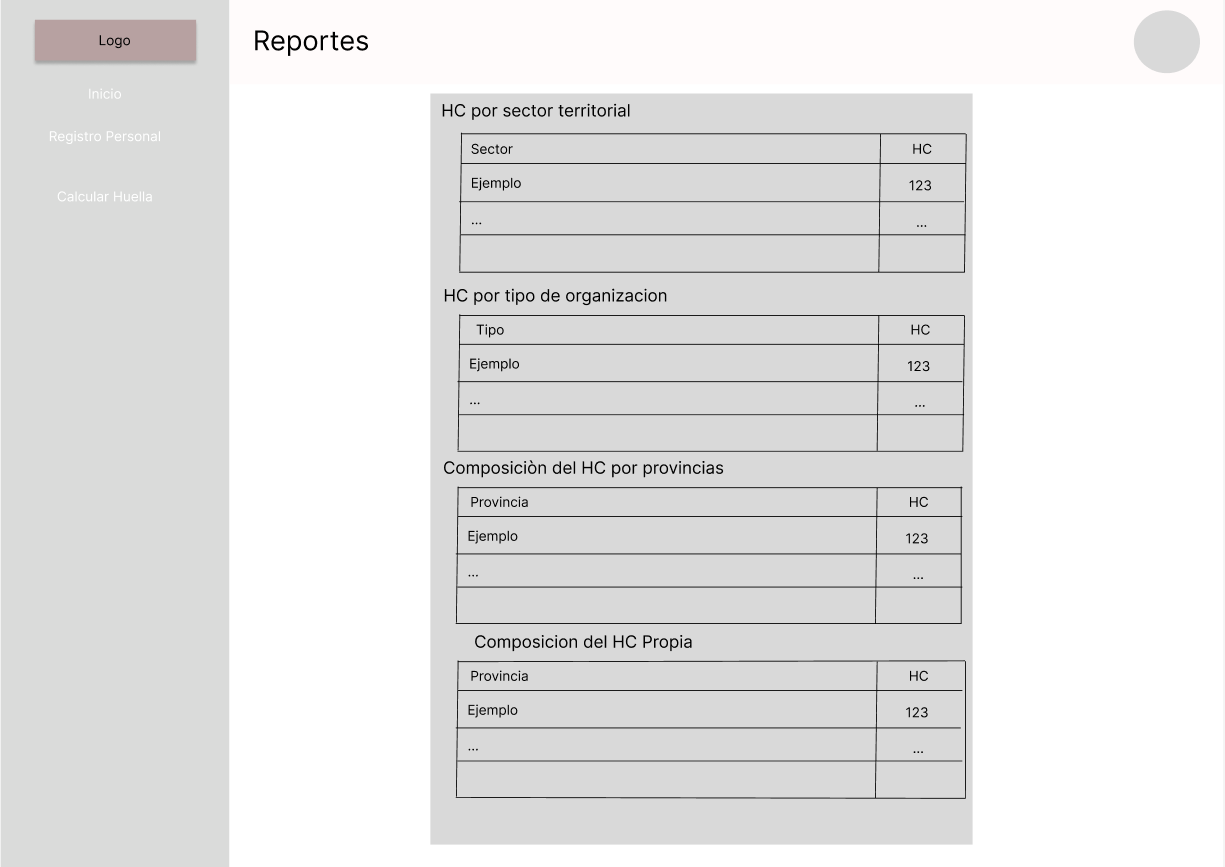 Logo
Reportes
Inicio
Registro Personal
Calcular Huella
HC por sector territorial
Sector HC
Ejemplo 123
... ...
HC por tipo de organizacion
Tipo HC
Ejemplo 123
... ...
Composiciòn del HC por provincias
Provincia HC
Ejemplo 123
... ...
Composicion del HC Propia
Provincia HC
Ejemplo 123
... ...